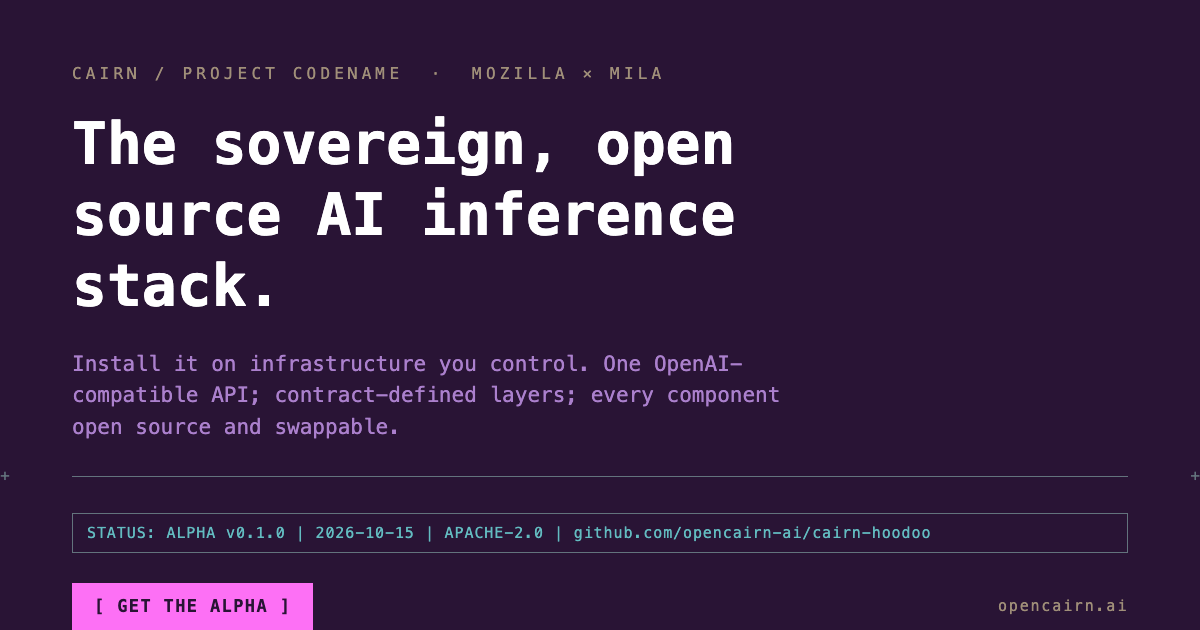 CAIRN / PROJECT CODENAME · MOZILLA × MILA
The sovereign, open
source AI inference
stack.
Install it on infrastructure you control. One OpenAI-
compatible API; contract-defined layers; every component
open source and swappable.
+ +
STATUS: ALPHA v0.1.0 | 2026-10-15 | APACHE-2.0 | github.com/opencairn-ai/cairn-hoodoo
[ GET THE ALPHA ]
opencairn.ai